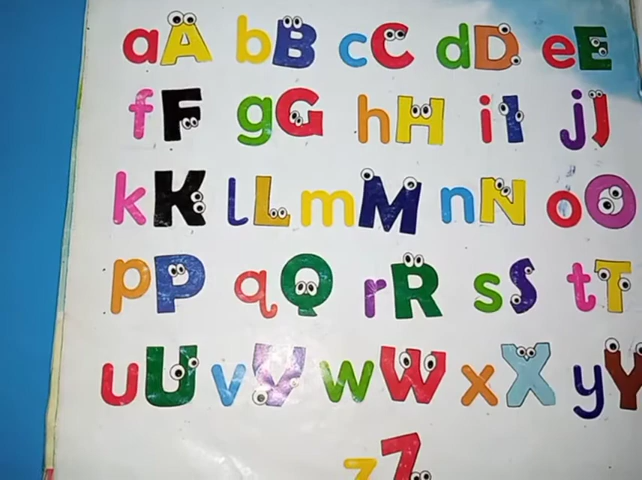 aA bB cC dD eE
fF gG hH iI jJ
kK lL mM nN oO
pP qQ rR sS tT
uU vV wW xX yY
zZ